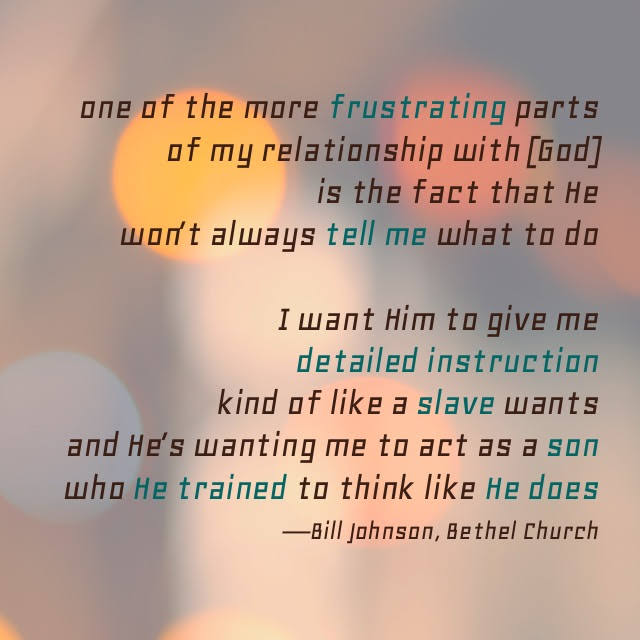 one of the more frustrating parts
of my relationship with [God]
is the fact that He
won't always tell me what to do
I want Him to give me
detailed instruction
kind of like a slave wants
and He's wanting me to act as a son
who He trained to think like He does
—Bill Johnson, Bethel Church